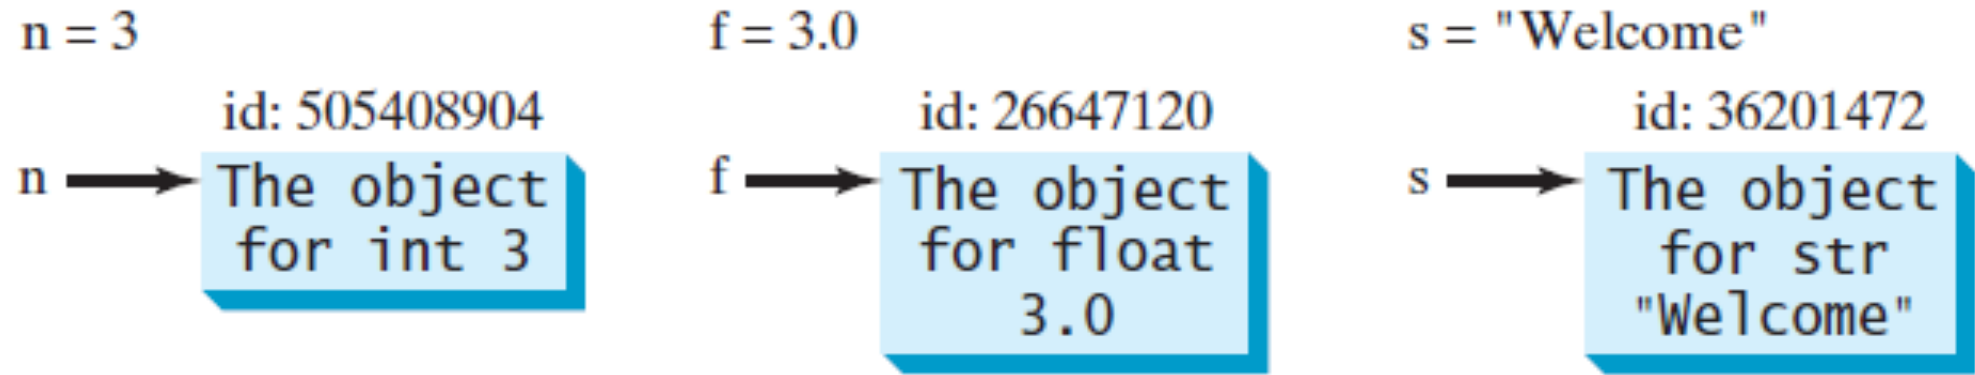 n = 3
id: 505408904
n
The object
for int 3
f = 3.0
id: 26647120
f
The object
for float
3.0
s = "Welcome"
id: 36201472
s
The object
for str
"Welcome"